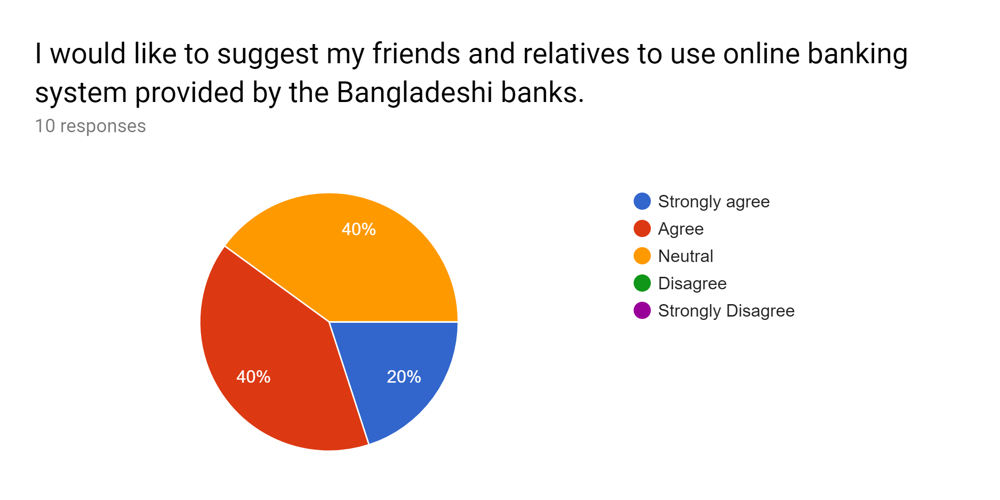 I would like to suggest my friends and relatives to use online banking
system provided by the Bangladeshi banks.
10 responses
40%
40%
20%
Strongly agree
Agree
Neutral
Disagree
Strongly Disagree